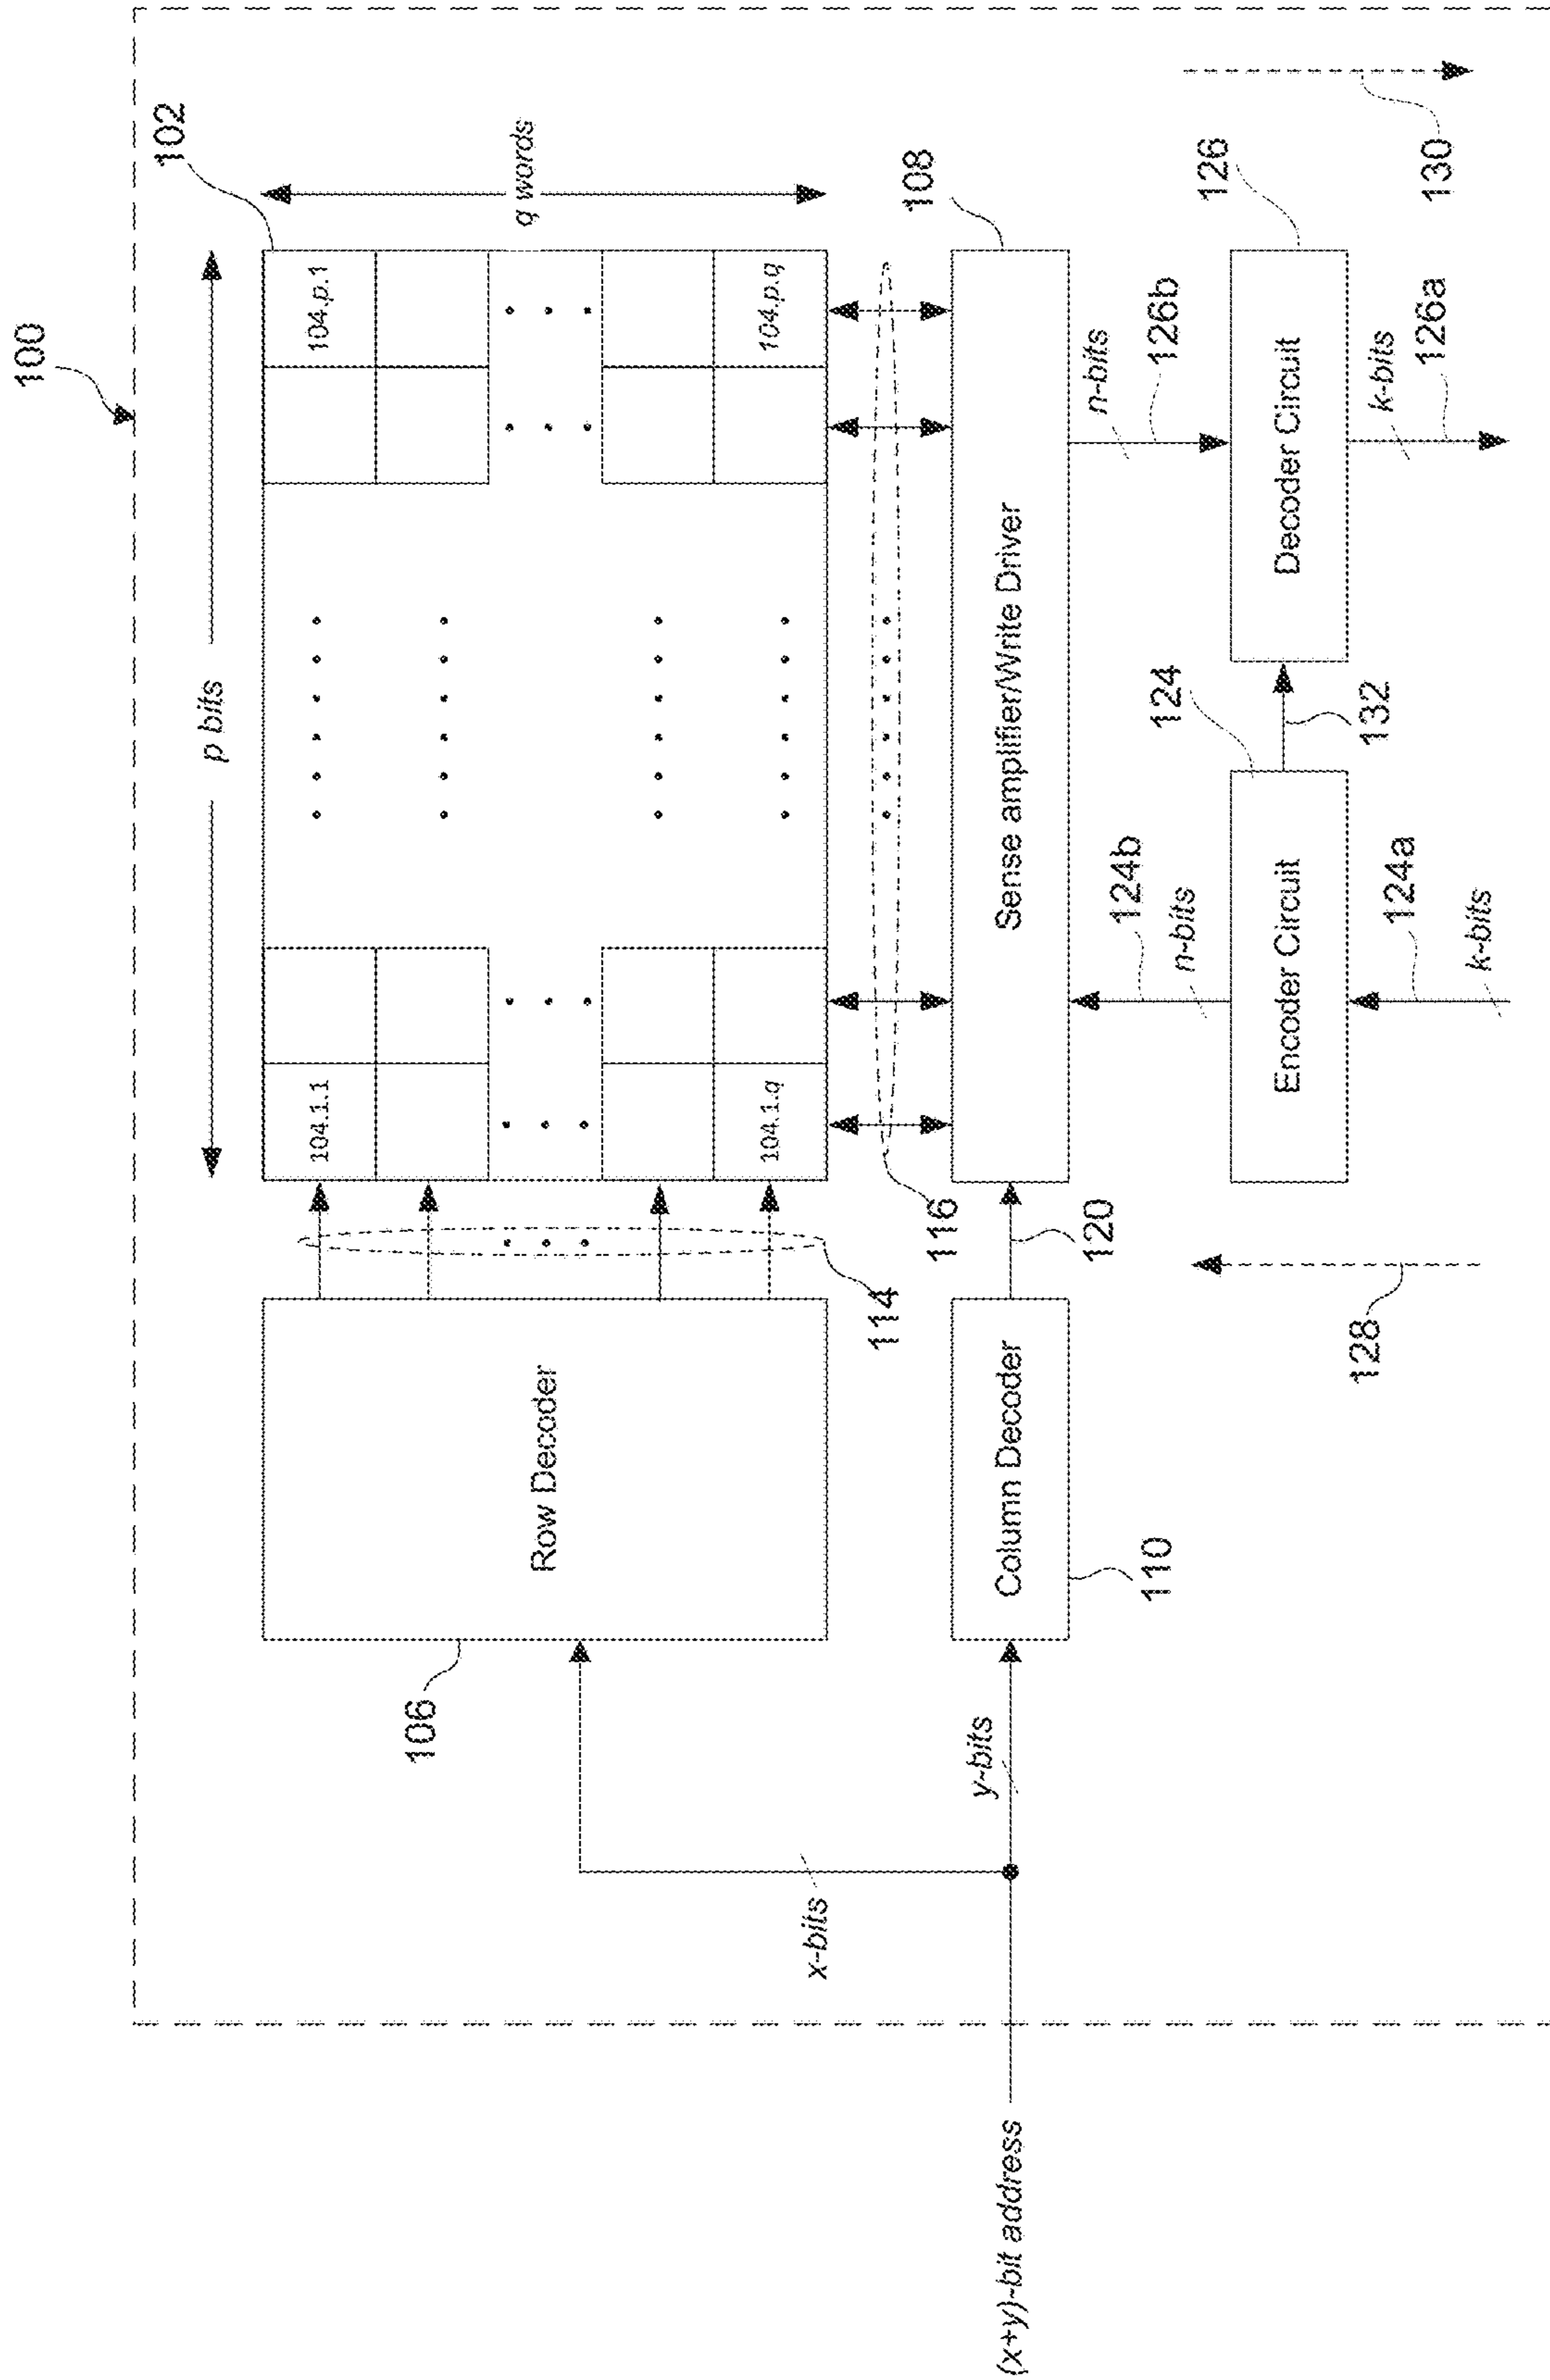 100
p bits
102
104.1.1
104.p.1
q words
104.1.q
104.p.q
Row Decoder
106
114
116
108
Sense amplifier/Write Driver
Column Decoder
110
120
x-bits
y-bits
(x+y)-bit address
124b
n-bits
n-bits
126b
124
126
Encoder Circuit
132
Decoder Circuit
124a
k-bits
k-bits
126a
128
130